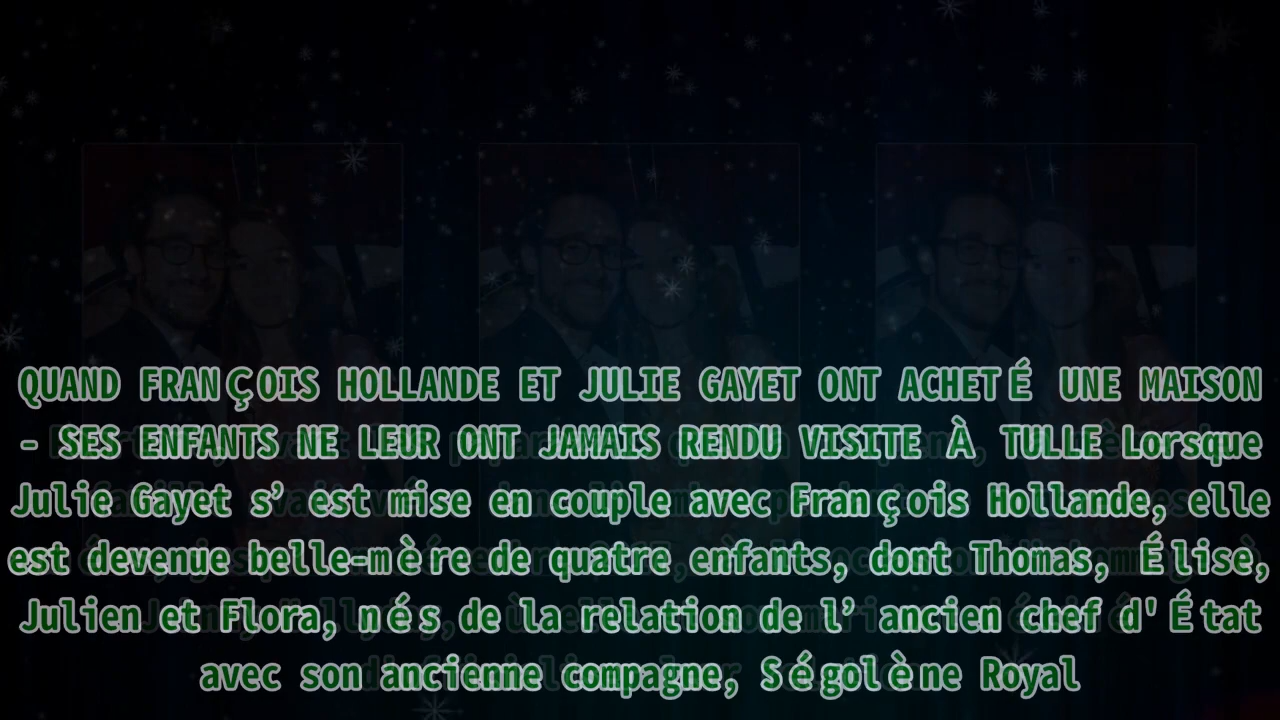 QUAND FRANÇOIS HOLLANDE ET JULIE GAYET ONT ACHETÉ UNE MAISON
- SES ENFANTS NE LEUR ONT JAMAIS RENDU VISITE À TULLE Lorsque
Julie Gayet s’est mise en couple avec François Hollande, elle
est devenue belle-mère de quatre enfants, dont Thomas, Élise,
Julien et Flora, nés de la relation de l’ancien chef d'État
avec son ancienne compagne, Ségolène Royal